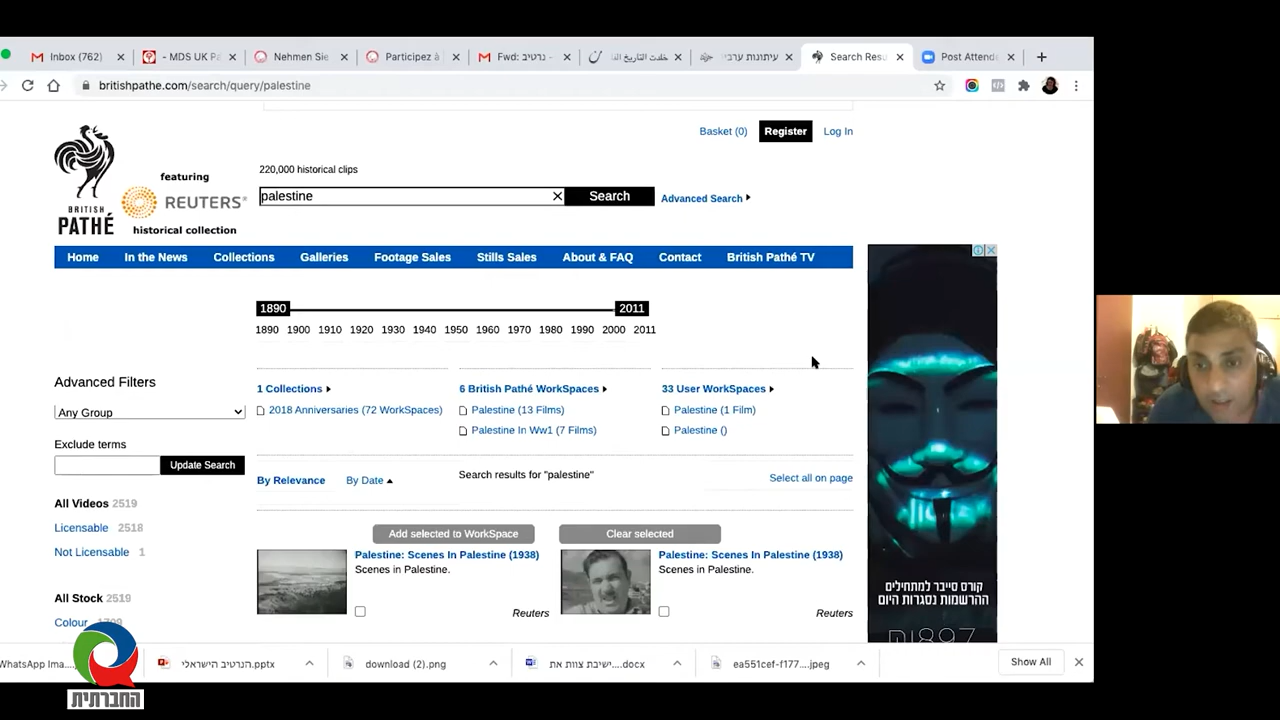 Inbox (762)
- MDS UK Pa
Nehmen Sie
Participez à
Fwd: נרטיב -
עיתונות ערבי
Search Resu
Post Attende
britishpathe.com/search/query/palestine
Basket (0)
Register
Log In
220,000 historical clips
featuring
REUTERS
historical collection
BRITISH
PATHÉ
palestine
Search
Advanced Search
Home
In the News
Collections
Galleries
Footage Sales
Stills Sales
About & FAQ
Contact
British Pathé TV
1890
2011
1890 1900 1910 1920 1930 1940 1950 1960 1970 1980 1990 2000 2011
Advanced Filters
Any Group
Exclude terms
Update Search
All Videos 2519
Licensable 2518
Not Licensable 1
All Stock 2519
Colour
1 Collections
2018 Anniversaries (72 WorkSpaces)
6 British Pathé WorkSpaces
Palestine (13 Films)
Palestine In Ww1 (7 Films)
33 User WorkSpaces
Palestine (1 Film)
Palestine ()
By Relevance
By Date
Search results for "palestine"
Select all on page
Add selected to WorkSpace
Clear selected
Palestine: Scenes In Palestine (1938)
Scenes in Palestine.
Reuters
Palestine: Scenes In Palestine (1938)
Scenes in Palestine.
Reuters
קורס סייבר למתחילים
ההרשמות נסגרות היום
₪897
WhatsApp Ima....
הנרטיב הישראלי.pptx
download (2).png
ישיבת צוות את....docx
ea551cef-f177....jpeg
Show All
החברתית